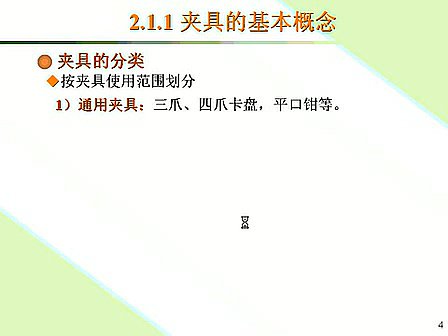 2.1.1 夹具的基本概念
夹具的分类
按夹具使用范围划分
1）通用夹具：三爪、四爪卡盘，平口钳等。
4